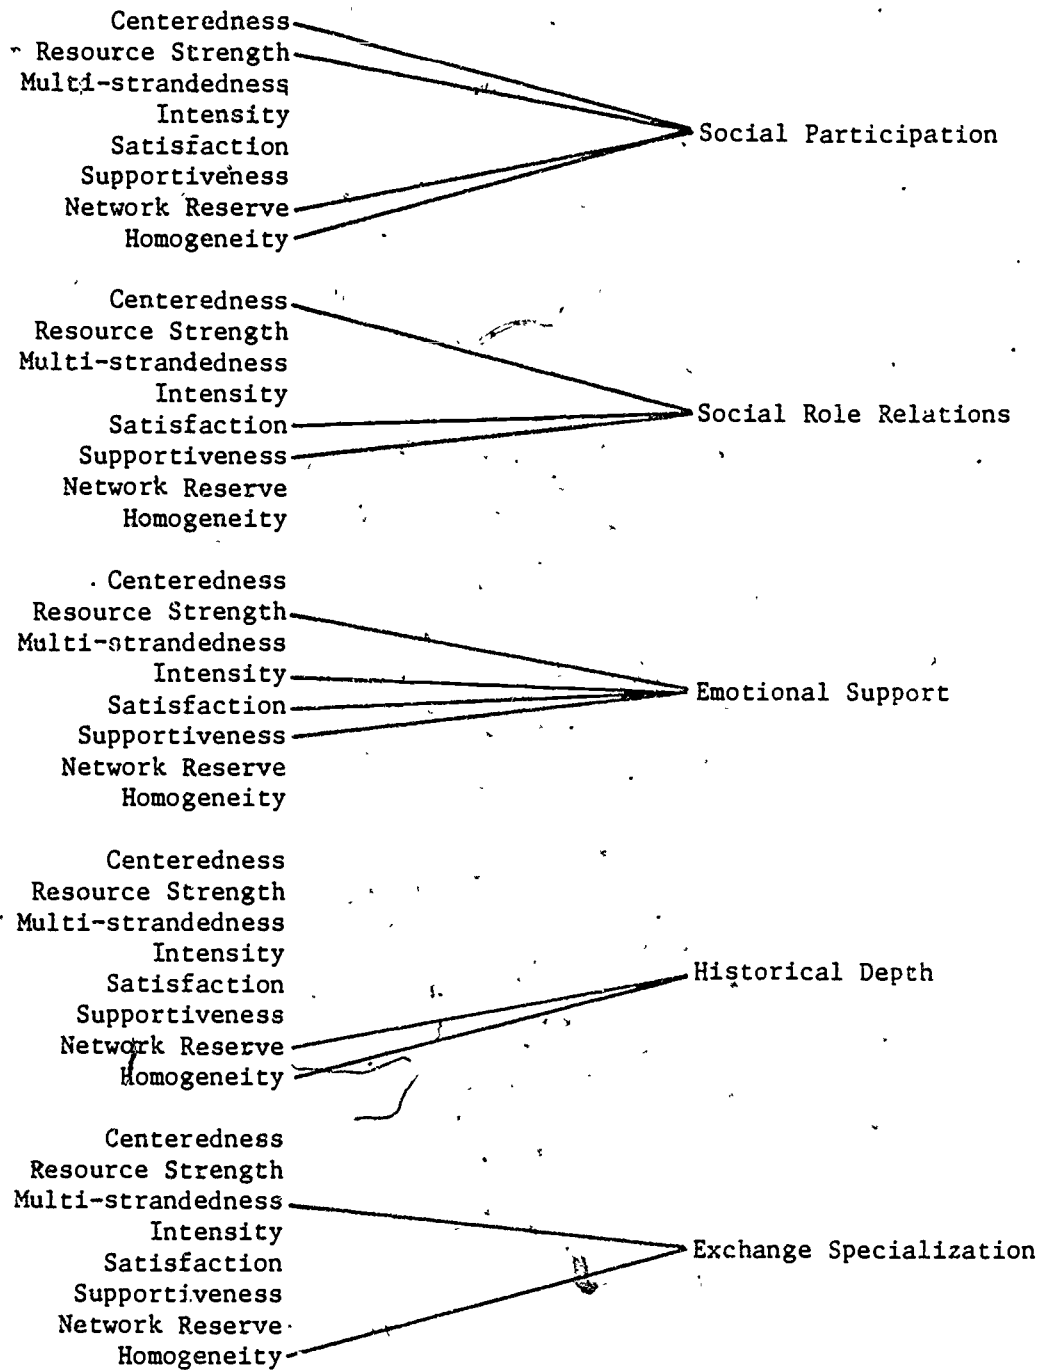 Centeredness
Resource Strength
Multi-strandedness
Intensity
Social Participation
Satisfaction
Supportiveness
Network Reserve
Homogeneity
Centeredness
Resource Strength
Multi-strandedness
Intensity
Social Role Relations
Satisfaction
Supportiveness
Network Reserve
Homogeneity
Centeredness
Resource Strength
Multi-strandedness
Intensity
Emotional Support
Satisfaction
Supportiveness
Network Reserve
Homogeneity
Centeredness
Resource Strength
Multi-strandedness
Intensity
Historical Depth
Satisfaction
Supportiveness
Network Reserve
Homogeneity
Centeredness
Resource Strength
Multi-strandedness
Intensity
Exchange Specialization
Satisfaction
Supportiveness
Network Reserve
Homogeneity